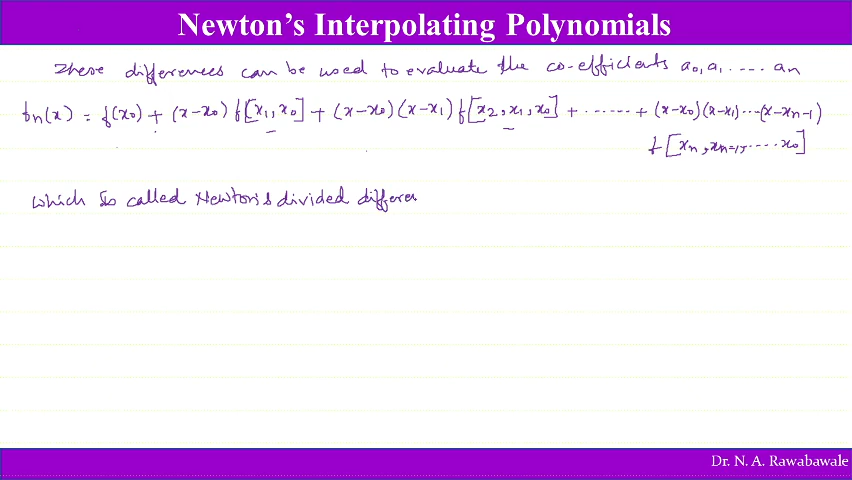 Newton's Interpolating Polynomials
These differences can be used to evaluate the co-efficients a0, a1 ..... an
fn(x) = f(x0) + (x-x0) f[x1, x0] + (x-x0)(x-x1) f[x2, x1, x0] + ...... + (x-x0)(x-x1)...(x-xn-1)
f[xn, xn-1, ..... x0]
which is called Newton's divided differe
Dr. N. A. Rawabawale